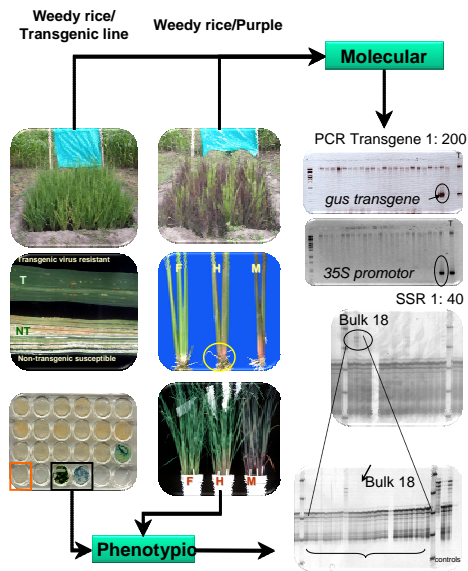 Weedy rice/
Transgenic line
Weedy rice/Purple
Molecular
PCR Transgene 1: 200
T
gus transgene
T
35S promotor
SSR 1: 40
Bulk 18
Transgenic virus resistant
T
NT
Non-transgenic susceptible
F H M
F H M
Bulk 18
controls
Phenotypic